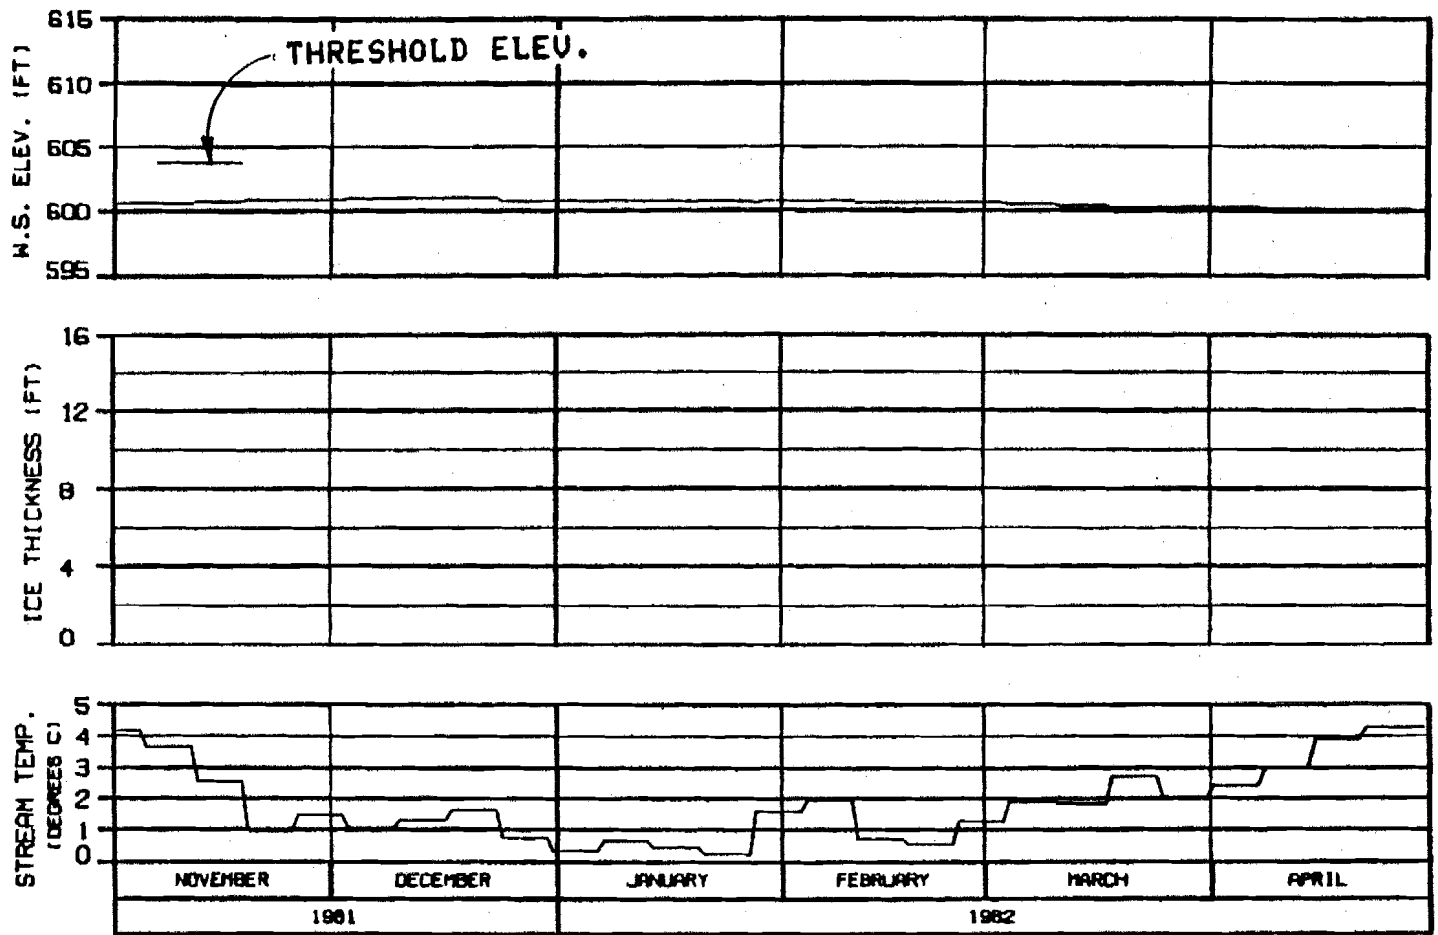 W.S. ELEV. (FT)
615
610
605
600
595
THRESHOLD ELEV.
ICE THICKNESS (FT)
16
12
8
4
0
STREAM TEMP.
(DEGREES C)
5
4
3
2
1
0
NOVEMBER DECEMBER JANUARY FEBRUARY MARCH APRIL
1981 1982